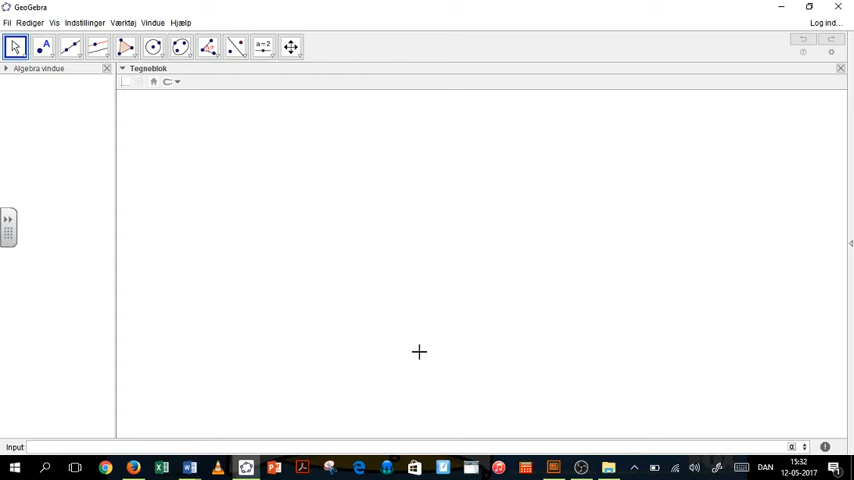 GeoGebra
Fil Rediger Vis Indstillinger Værktøj Vindue Hjælp
Log ind...
A
a=2
Algebra vindue
Tegneblok
Input:
α
DAN
15:32
12-05-2017